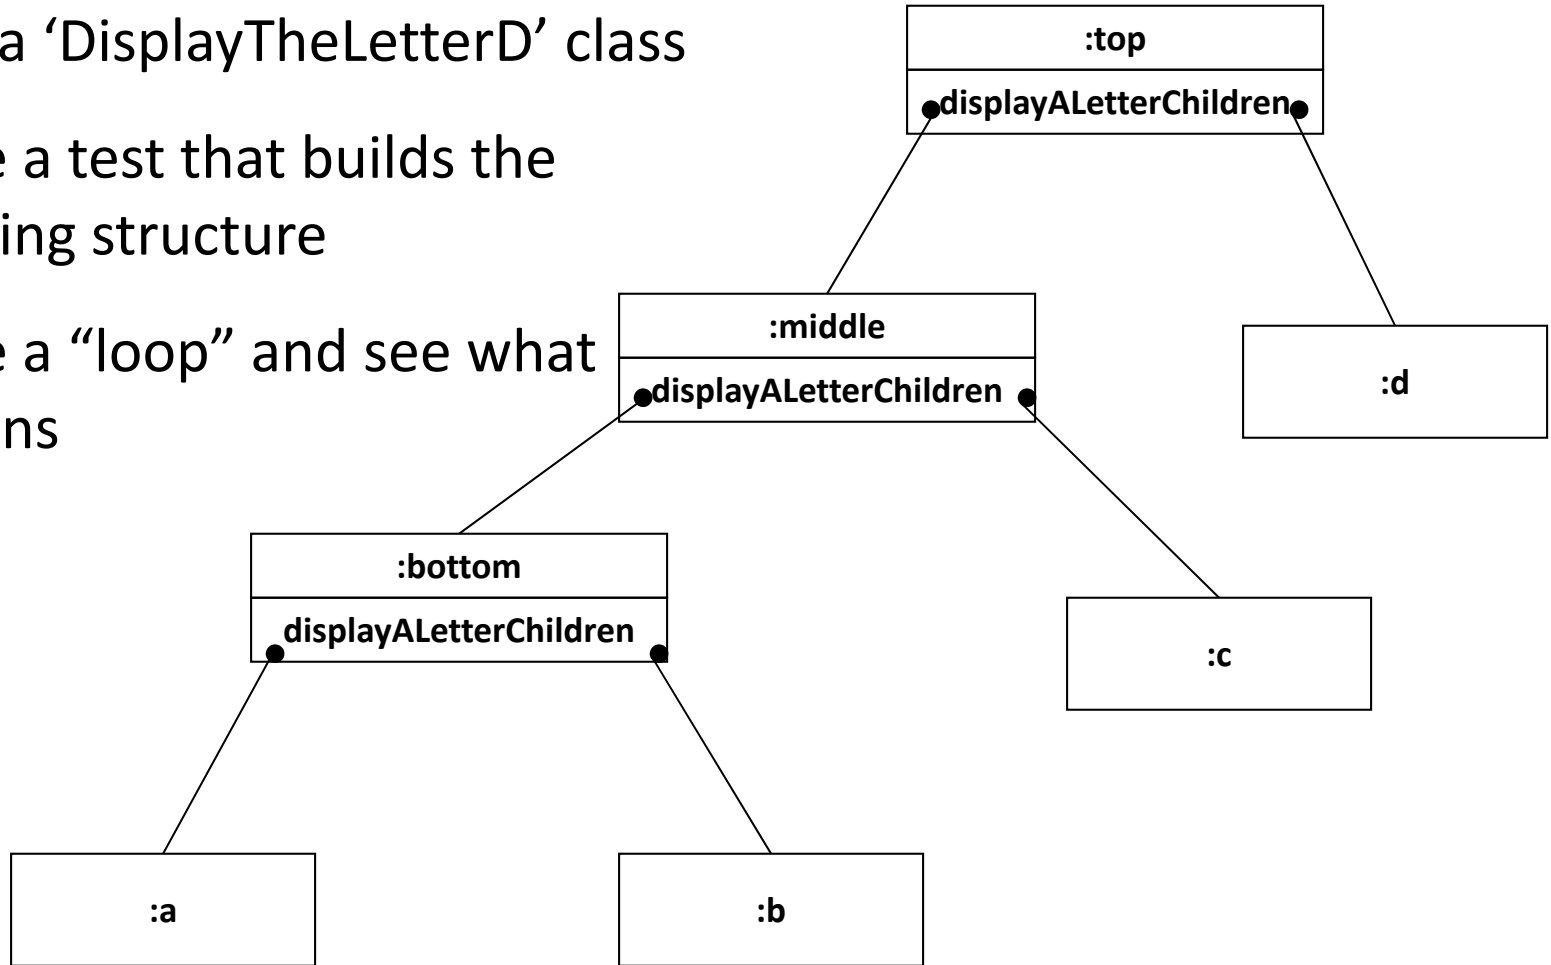 a ‘DisplayTheLetterD’ class
a test that builds the
ing structure
a “loop” and see what
ns
:top
displayALetterChildren
:middle
displayALetterChildren
:d
:bottom
displayALetterChildren
:c
:a
:b